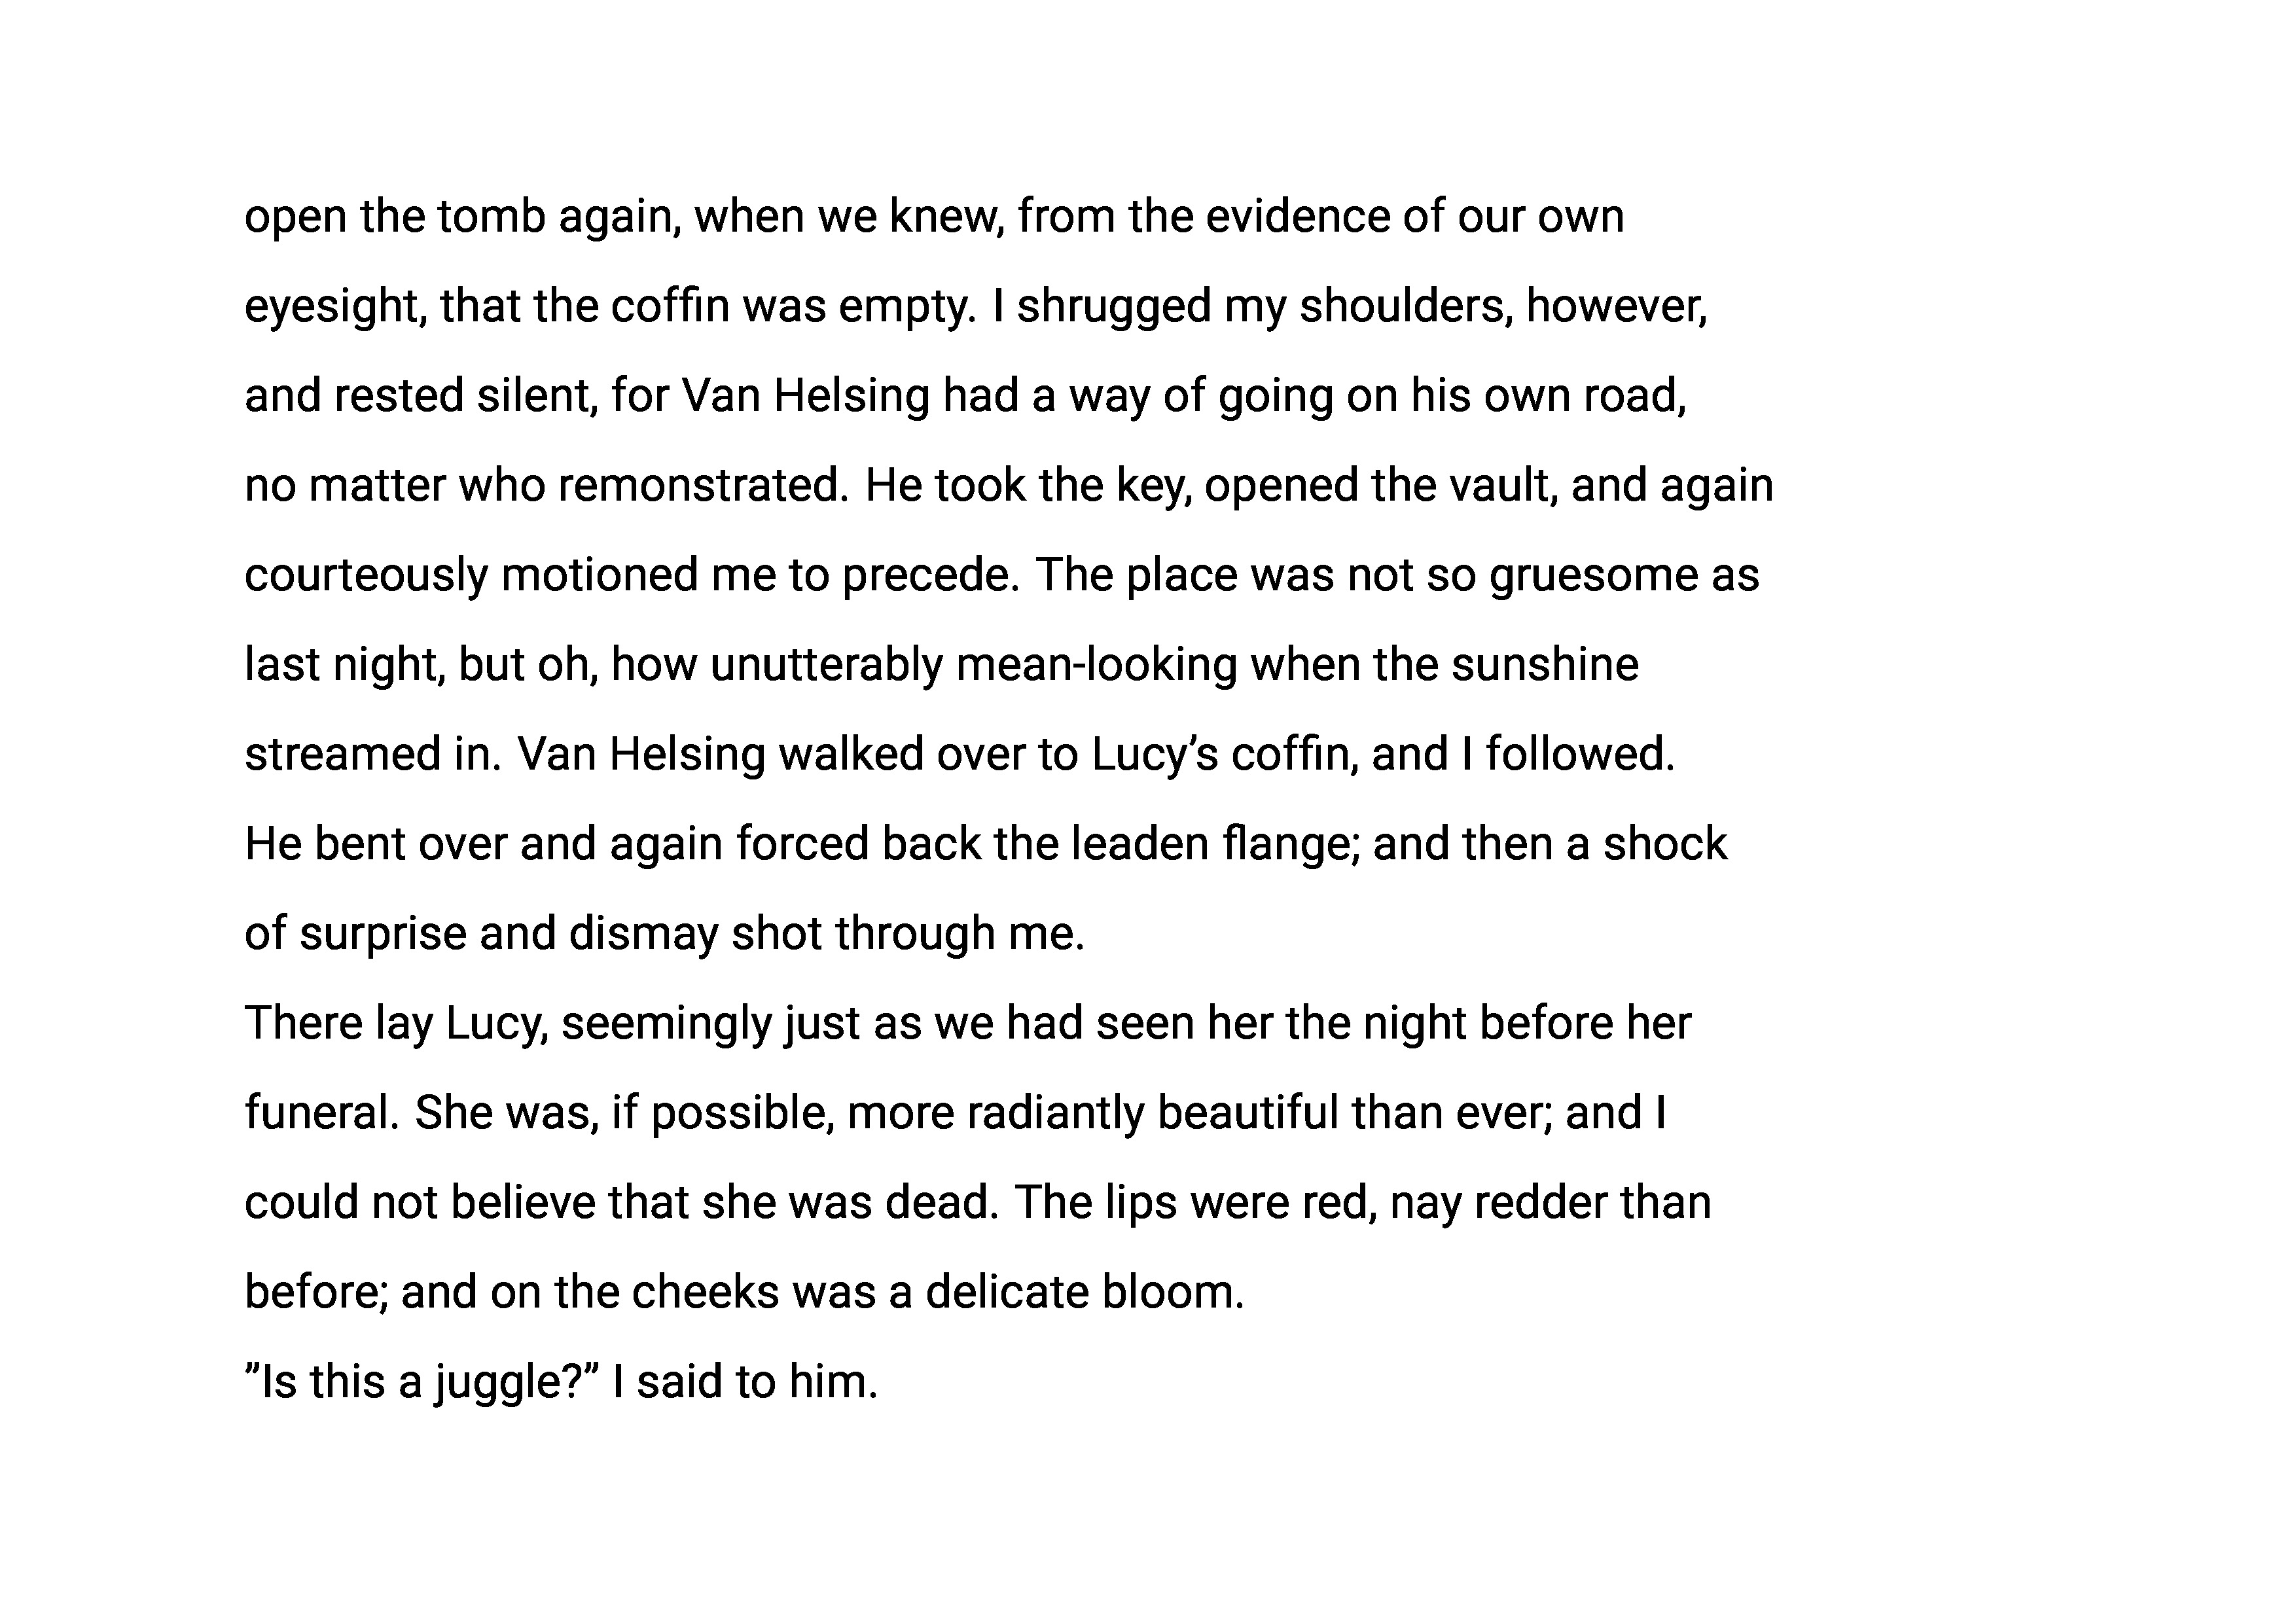 open the tomb again, when we knew, from the evidence of our own
eyesight, that the coffin was empty. I shrugged my shoulders, however,
and rested silent, for Van Helsing had a way of going on his own road,
no matter who remonstrated. He took the key, opened the vault, and again
courteously motioned me to precede. The place was not so gruesome as
last night, but oh, how unutterably mean-looking when the sunshine
streamed in. Van Helsing walked over to Lucy’s coffin, and I followed.
He bent over and again forced back the leaden flange; and then a shock
of surprise and dismay shot through me.
There lay Lucy, seemingly just as we had seen her the night before her
funeral. She was, if possible, more radiantly beautiful than ever; and I
could not believe that she was dead. The lips were red, nay redder than
before; and on the cheeks was a delicate bloom.
”Is this a juggle?” I said to him.